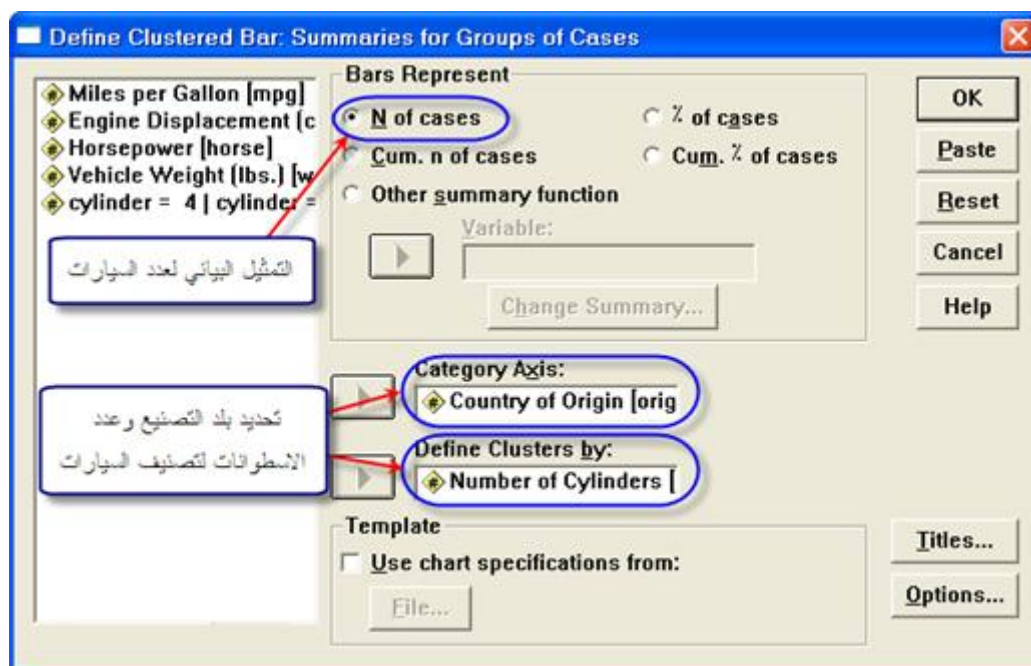 Define Clustered Bar: Summaries for Groups of Cases
Miles per Gallon [mpg]
Engine Displacement (c
Horsepower [horse]
Vehicle Weight (lbs.) [w
cylinder = 4 | cylinder =
Bars Represent
N of cases
% of cases
Cum. n of cases
Cum. % of cases
Other summary function
Variable:
Change Summary...
التمثيل البياني لعدد السيارات
Category Axis:
Country of Origin [orig
Define Clusters by:
Number of Cylinders [
تحديد بلد التصنيع وعدد
الاسطوانات لتصنيف السيارات
Template
Use chart specifications from:
File...
OK
Paste
Reset
Cancel
Help
Titles...
Options...